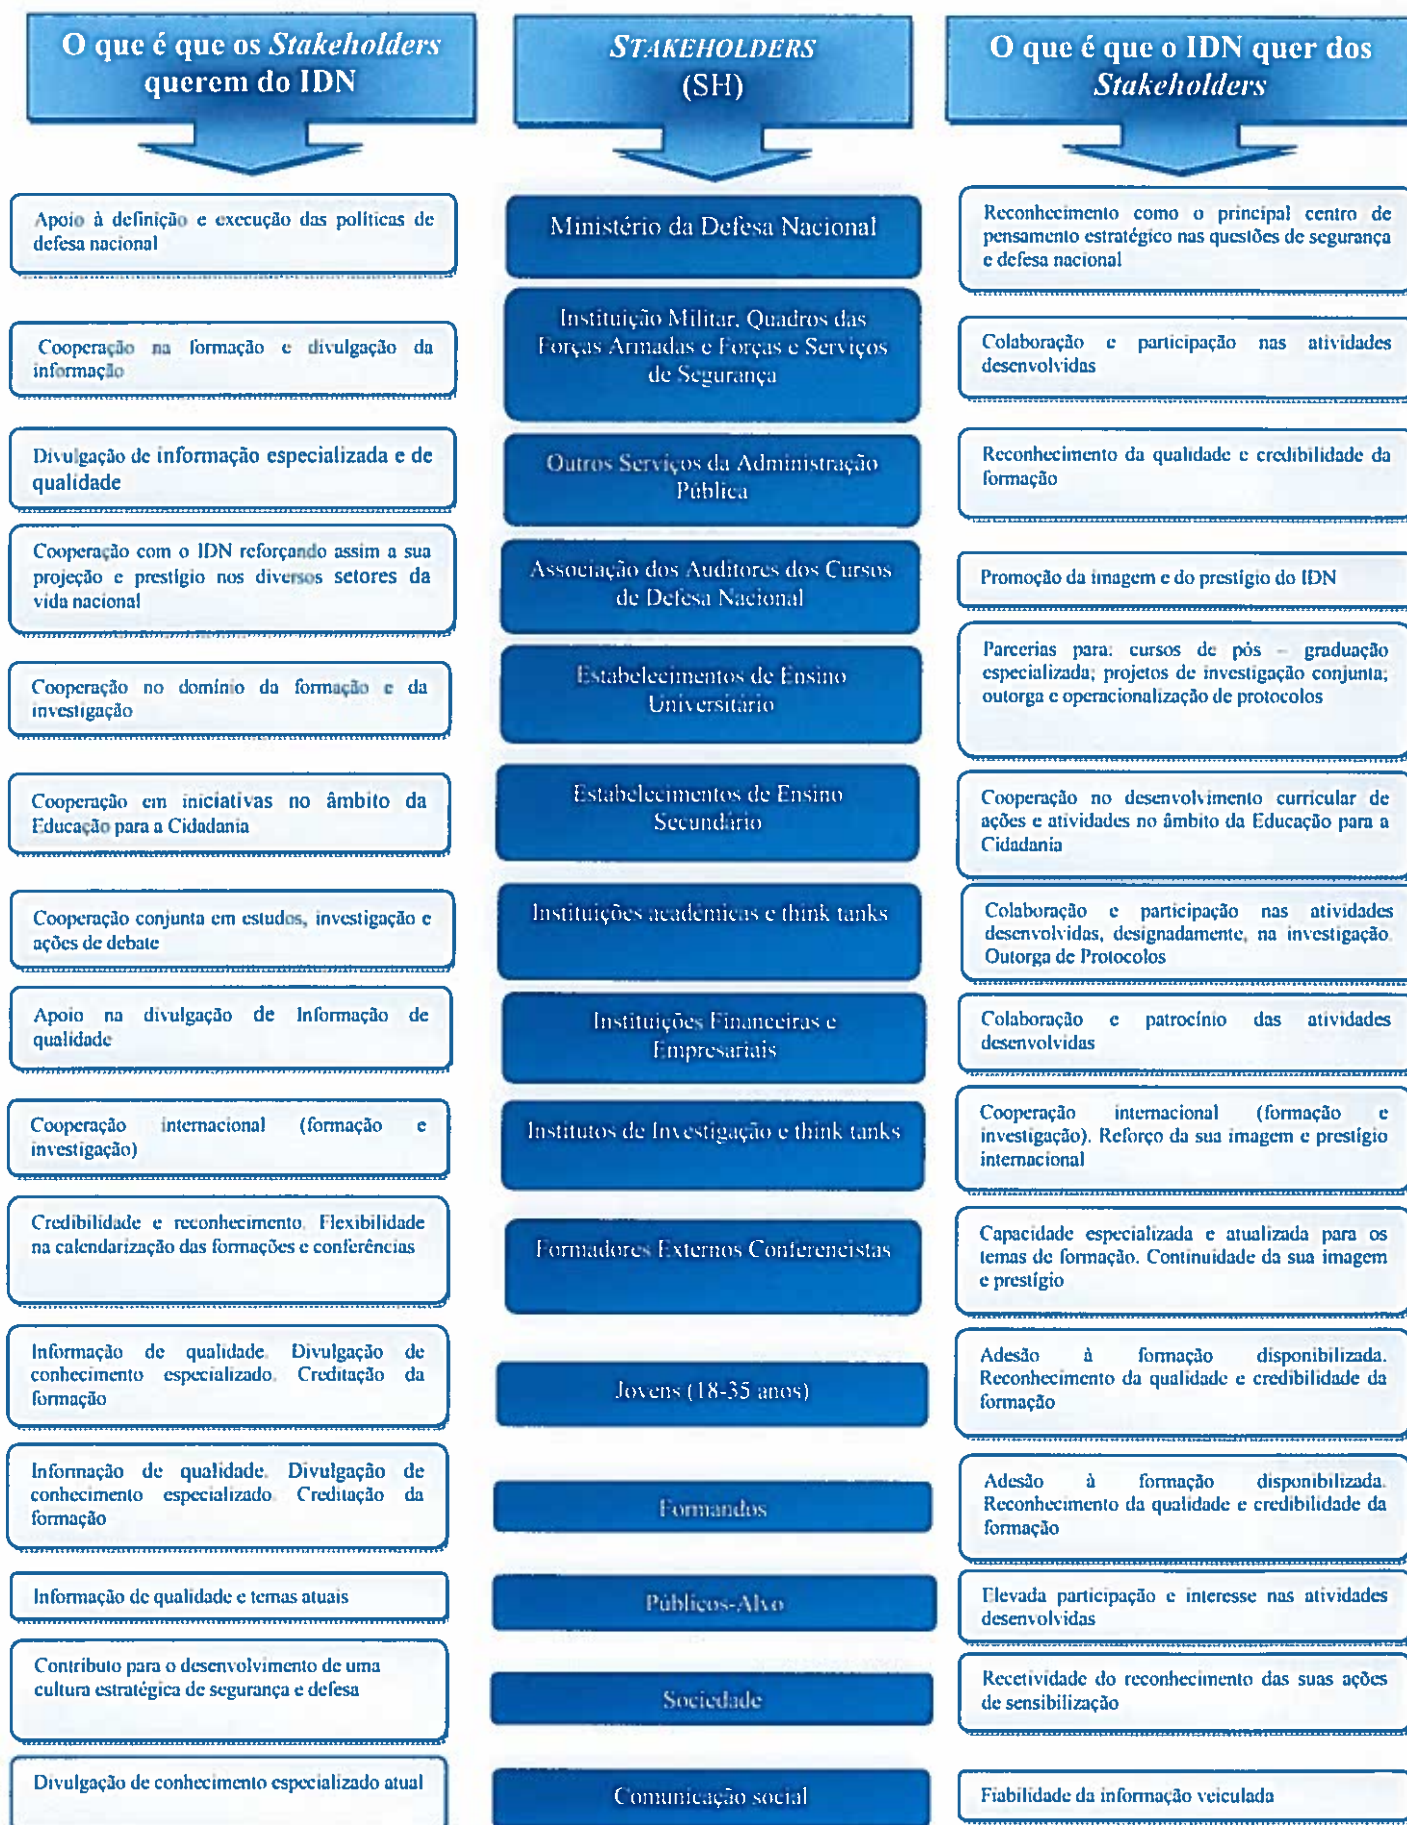 O que é que os Stakeholders
querem do IDN
STAKEHOLDERS
(SH)
O que é que o IDN quer dos
Stakeholders
Apoio à definição e execução das políticas de
defesa nacional
Ministério da Defesa Nacional
Reconhecimento como o principal centro de
pensamento estratégico nas questões de segurança
e defesa nacional
Cooperação na formação e divulgação da
informação
Instituição Militar, Quadros das
Forças Armadas e Forças e Serviços
de Segurança
Colaboração e participação nas atividades
desenvolvidas
Divulgação de informação especializada e de
qualidade
Outros Serviços da Administração
Pública
Reconhecimento da qualidade e credibilidade da
formação
Cooperação com o IDN reforçando assim a sua
projeção e prestígio nos diversos setores da
vida nacional
Associação dos Auditores dos Cursos
de Defesa Nacional
Promoção da imagem e do prestígio do IDN
Cooperação no domínio da formação e da
investigação
Estabelecimentos de Ensino
Universitário
Parcerias para: cursos de pós – graduação
especializada; projetos de investigação conjunta;
outorga e operacionalização de protocolos
Cooperação em iniciativas no âmbito da
Educação para a Cidadania
Estabelecimentos de Ensino
Secundário
Cooperação no desenvolvimento curricular de
ações e atividades no âmbito da Educação para a
Cidadania
Cooperação conjunta em estudos, investigação e
ações de debate
Instituições académicas e think tanks
Colaboração e participação nas atividades
desenvolvidas, designadamente, na investigação.
Outorga de Protocolos
Apoio na divulgação de Informação de
qualidade
Instituições Financeiras e
Empresariais
Colaboração e patrocínio das atividades
desenvolvidas
Cooperação internacional (formação e
investigação)
Institutos de Investigação e think tanks
Cooperação internacional (formação e
investigação). Reforço da sua imagem e prestígio
internacional
Credibilidade e reconhecimento. Flexibilidade
na calendarização das formações e conferências
Formadores Externos Conferencistas
Capacidade especializada e atualizada para os
temas de formação. Continuidade da sua imagem
e prestígio
Informação de qualidade. Divulgação de
conhecimento especializado. Creditação da
formação
Jovens (18-35 anos)
Adesão à formação disponibilizada.
Reconhecimento da qualidade e credibilidade da
formação
Informação de qualidade. Divulgação de
conhecimento especializado. Creditação da
formação
Formandos
Adesão à formação disponibilizada.
Reconhecimento da qualidade e credibilidade da
formação
Informação de qualidade e temas atuais
Públicos-Alvo
Elevada participação e interesse nas atividades
desenvolvidas
Contributo para o desenvolvimento de uma
cultura estratégica de segurança e defesa
Sociedade
Recetividade do reconhecimento das suas ações
de sensibilização
Divulgação de conhecimento especializado atual
Comunicação social
Fiabilidade da informação veiculada